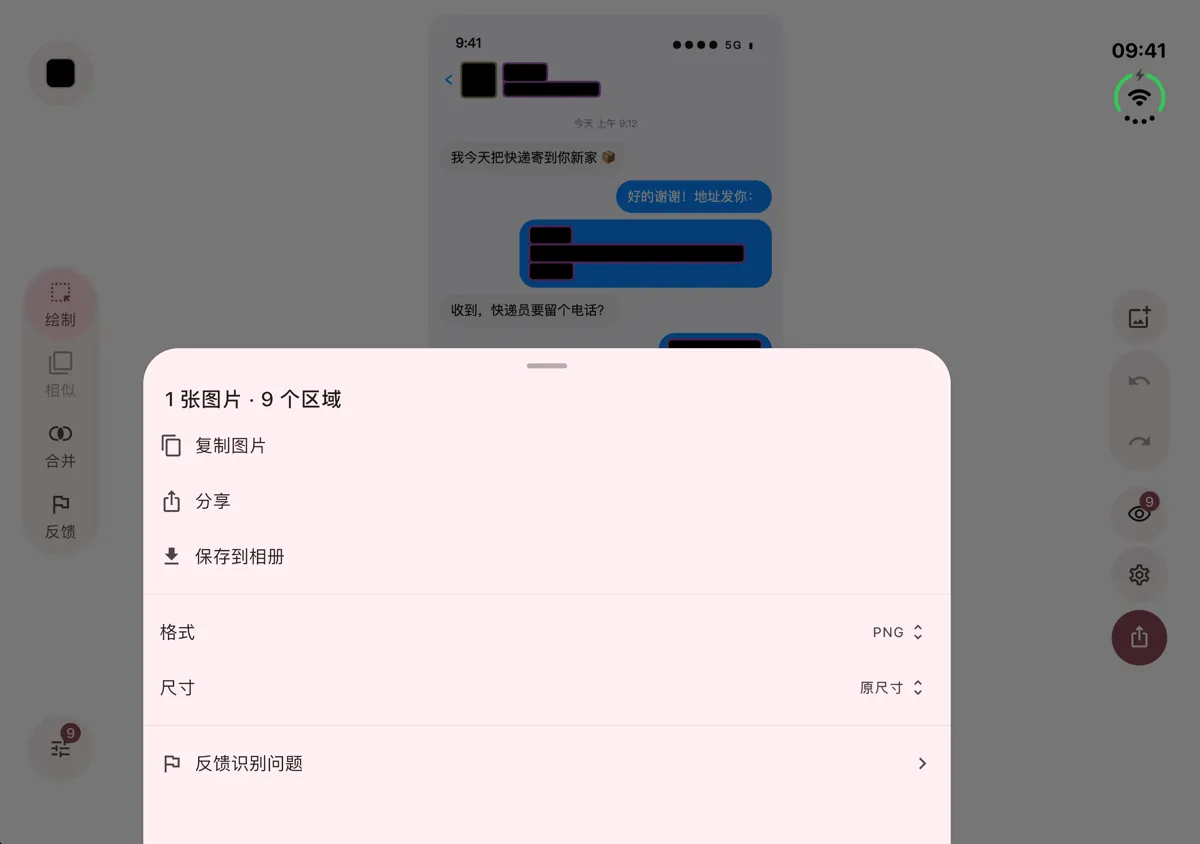 9:41
5G
09:41
<
今天 上午 9:12
我今天把快递寄到你新家 📦
好的谢谢！地址发你：
收到，快递员要留个电话？
绘制
相似
合并
反馈
9
9
1 张图片 · 9 个区域
复制图片
分享
保存到相册
格式
PNG
尺寸
原尺寸
反馈识别问题